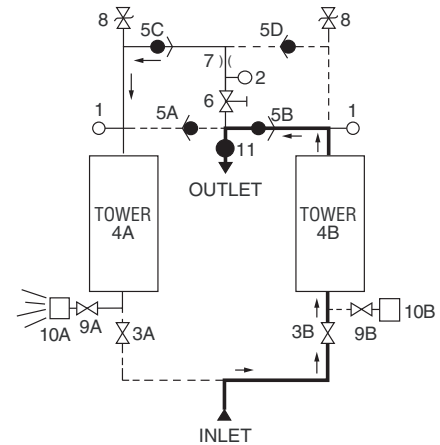 8
5C
5D
8
7
2
1
5A
6
5B
1
11
OUTLET
TOWER
4A
TOWER
4B
10A
9A
3A
3B
9B
10B
INLET